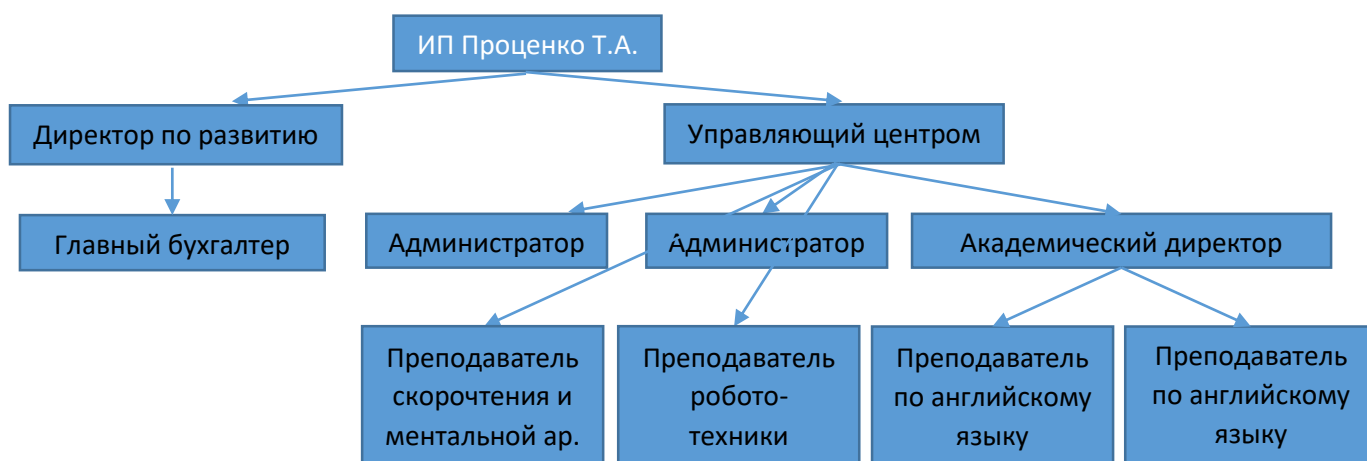 ИП Проценко Т.А.
Директор по развитию
Управляющий центром
Главный бухгалтер
Администратор
Администратор
Академический директор
Преподаватель
скорочтения и
ментальной ар.
Преподаватель
робото-
техники
Преподаватель
по английскому
языку
Преподаватель
по английскому
языку